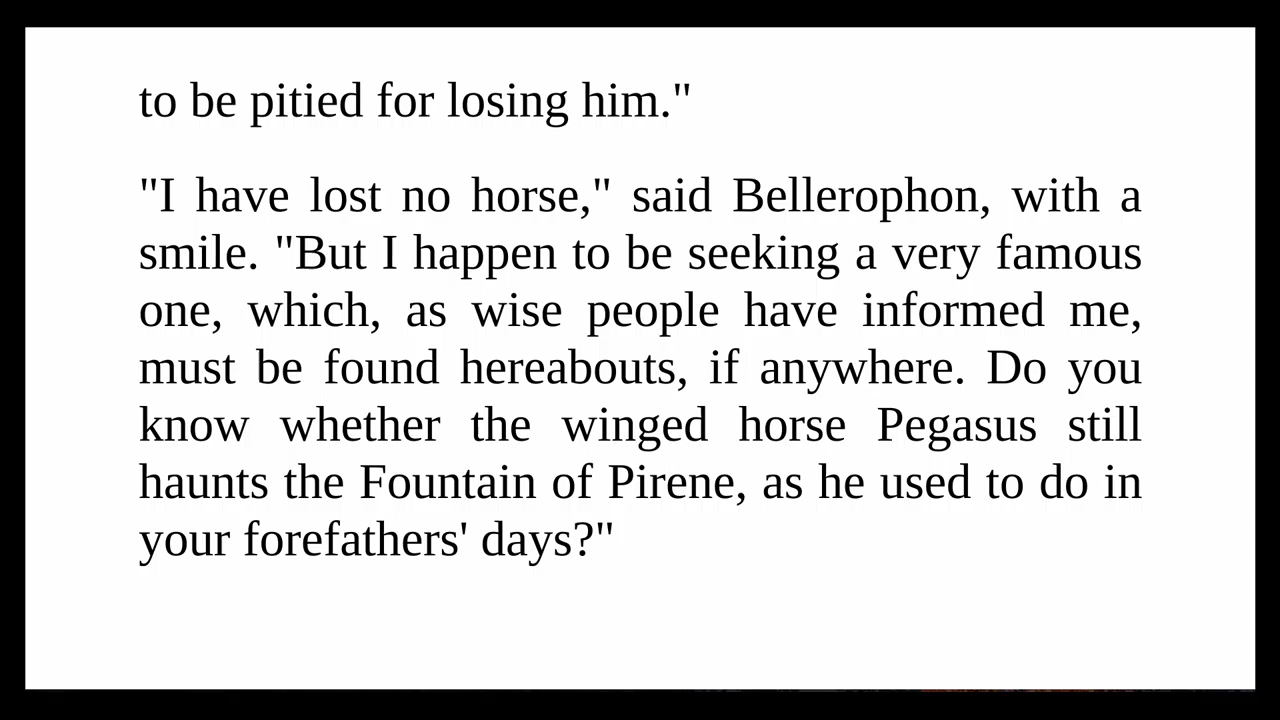 to be pitied for losing him."
"I have lost no horse," said Bellerophon, with a
smile. "But I happen to be seeking a very famous
one, which, as wise people have informed me,
must be found hereabouts, if anywhere. Do you
know whether the winged horse Pegasus still
haunts the Fountain of Pirene, as he used to do in
your forefathers' days?"